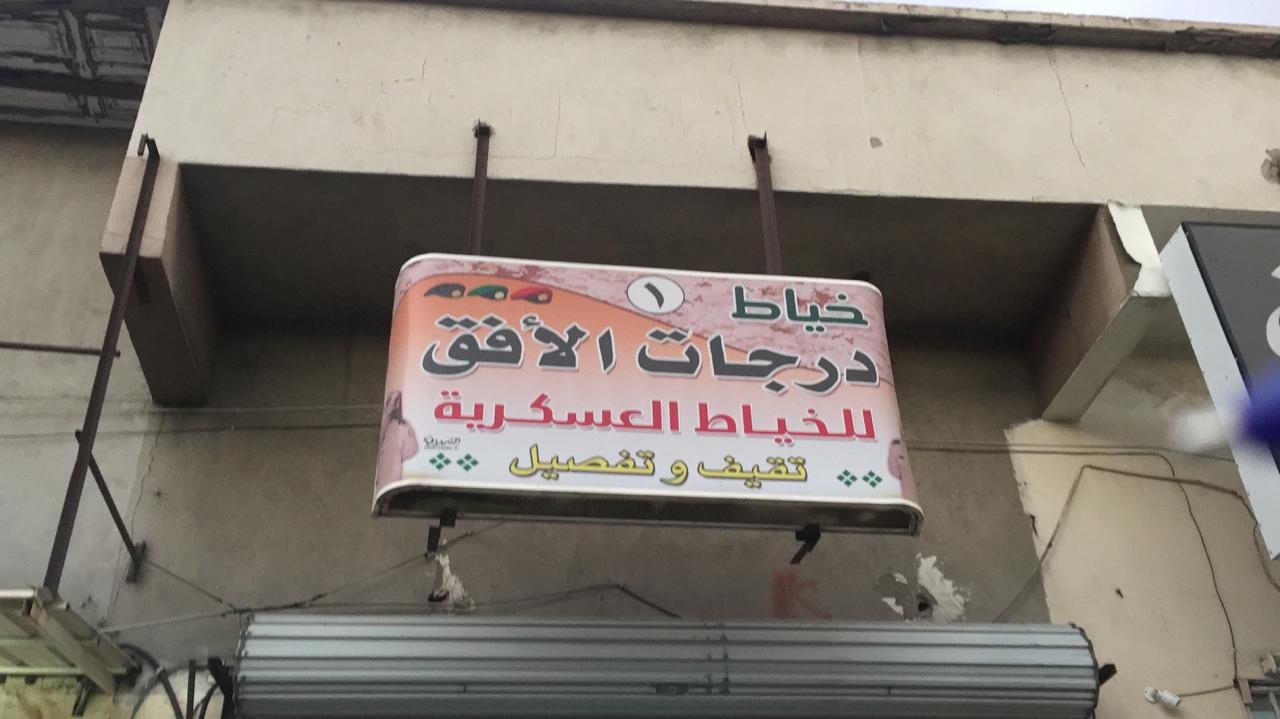 خياط ١
درجات الأفق
للخياط العسكرية
تقيف و تفصيل